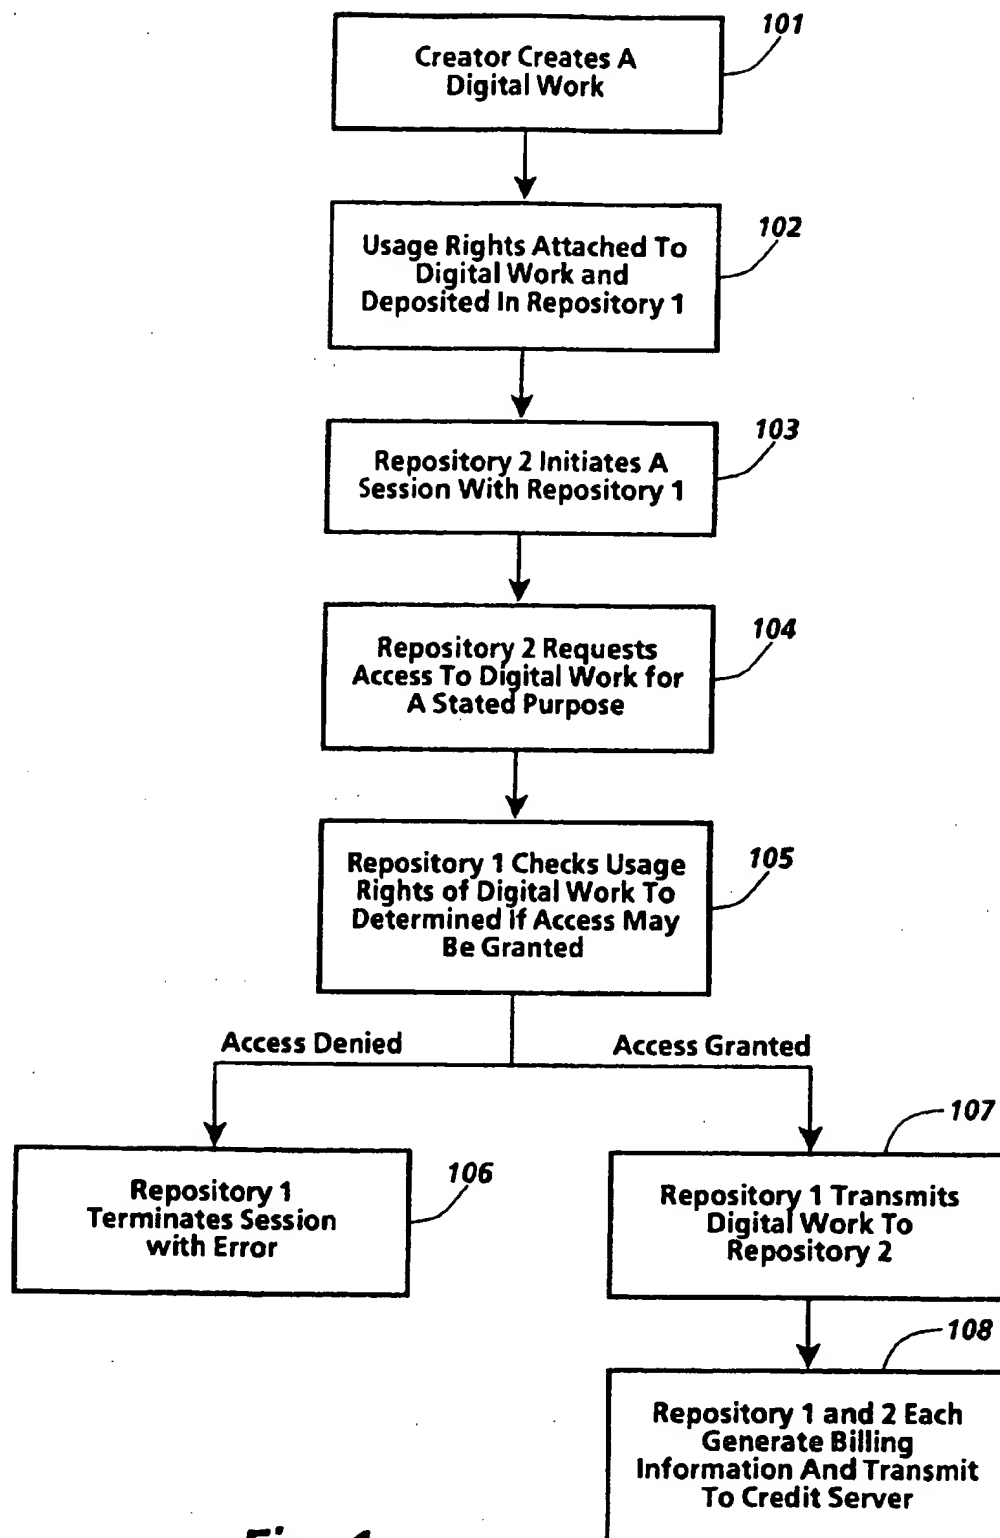 101
Creator Creates A
Digital Work
102
Usage Rights Attached To
Digital Work and
Deposited In Repository 1
103
Repository 2 Initiates A
Session With Repository 1
104
Repository 2 Requests
Access To Digital Work for
A Stated Purpose
105
Repository 1 Checks Usage
Rights of Digital Work To
Determined if Access May
Be Granted
Access Denied
Access Granted
106
Repository 1
Terminates Session
with Error
107
Repository 1 Transmits
Digital Work To
Repository 2
108
Repository 1 and 2 Each
Generate Billing
Information And Transmit
To Credit Server